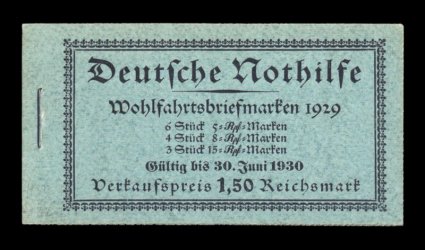 Deutsche Nothilfe
Wohlfahrtsbriefmarken 1929
6 Stück 5=Rpf=Marken
4 Stück 8=Rpf=Marken
3 Stück 15=Rpf=Marken
Gültig bis 30. Juni 1930
Verkaufspreis 1,50 Reichsmark